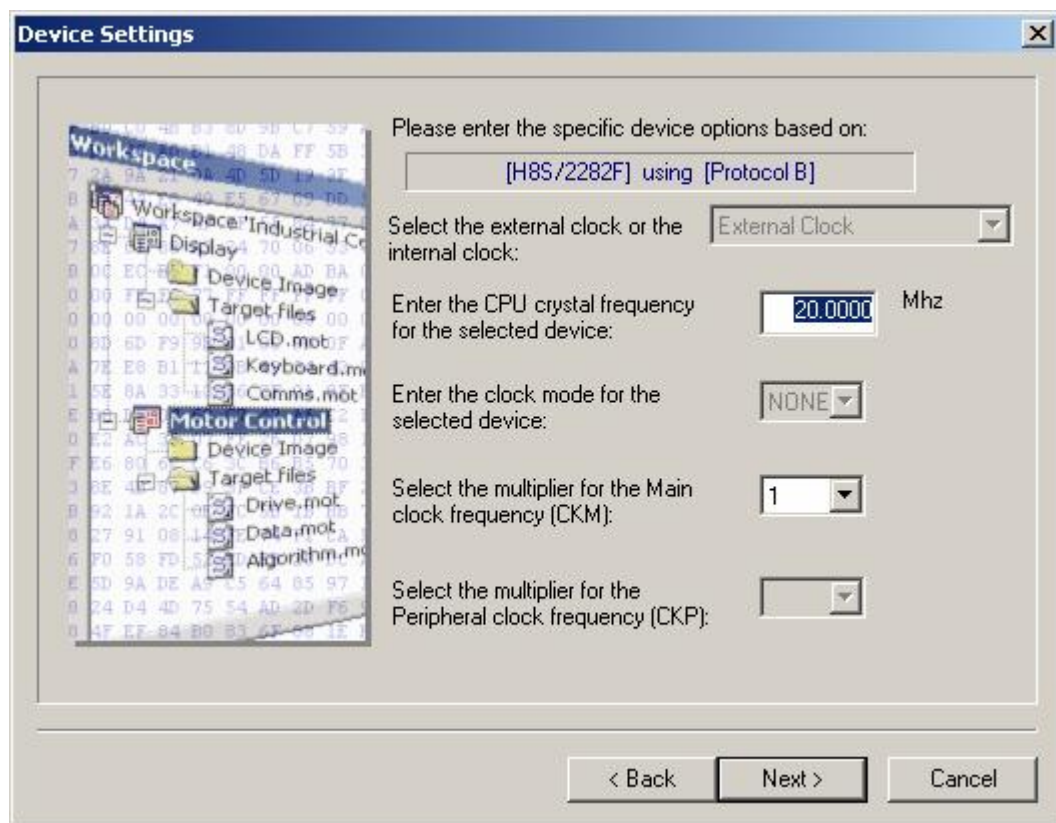 Device Settings
Please enter the specific device options based on:
[H8S/2282F] using [Protocol B]
Select the external clock or the
internal clock:
External Clock
Enter the CPU crystal frequency
for the selected device:
20.0000
Mhz
Enter the clock mode for the
selected device:
NONE
Select the multiplier for the Main
clock frequency (CKM):
1
Select the multiplier for the
Peripheral clock frequency (CKP):
Workspace
Workspace 'Industrial Co
Display
Device Image
Target files
LCD.mot
Keyboard.m
Comms.mot
Motor Control
Device Image
Target files
Drive.mot
Data.mot
Algorithm.mo
< Back
Next >
Cancel